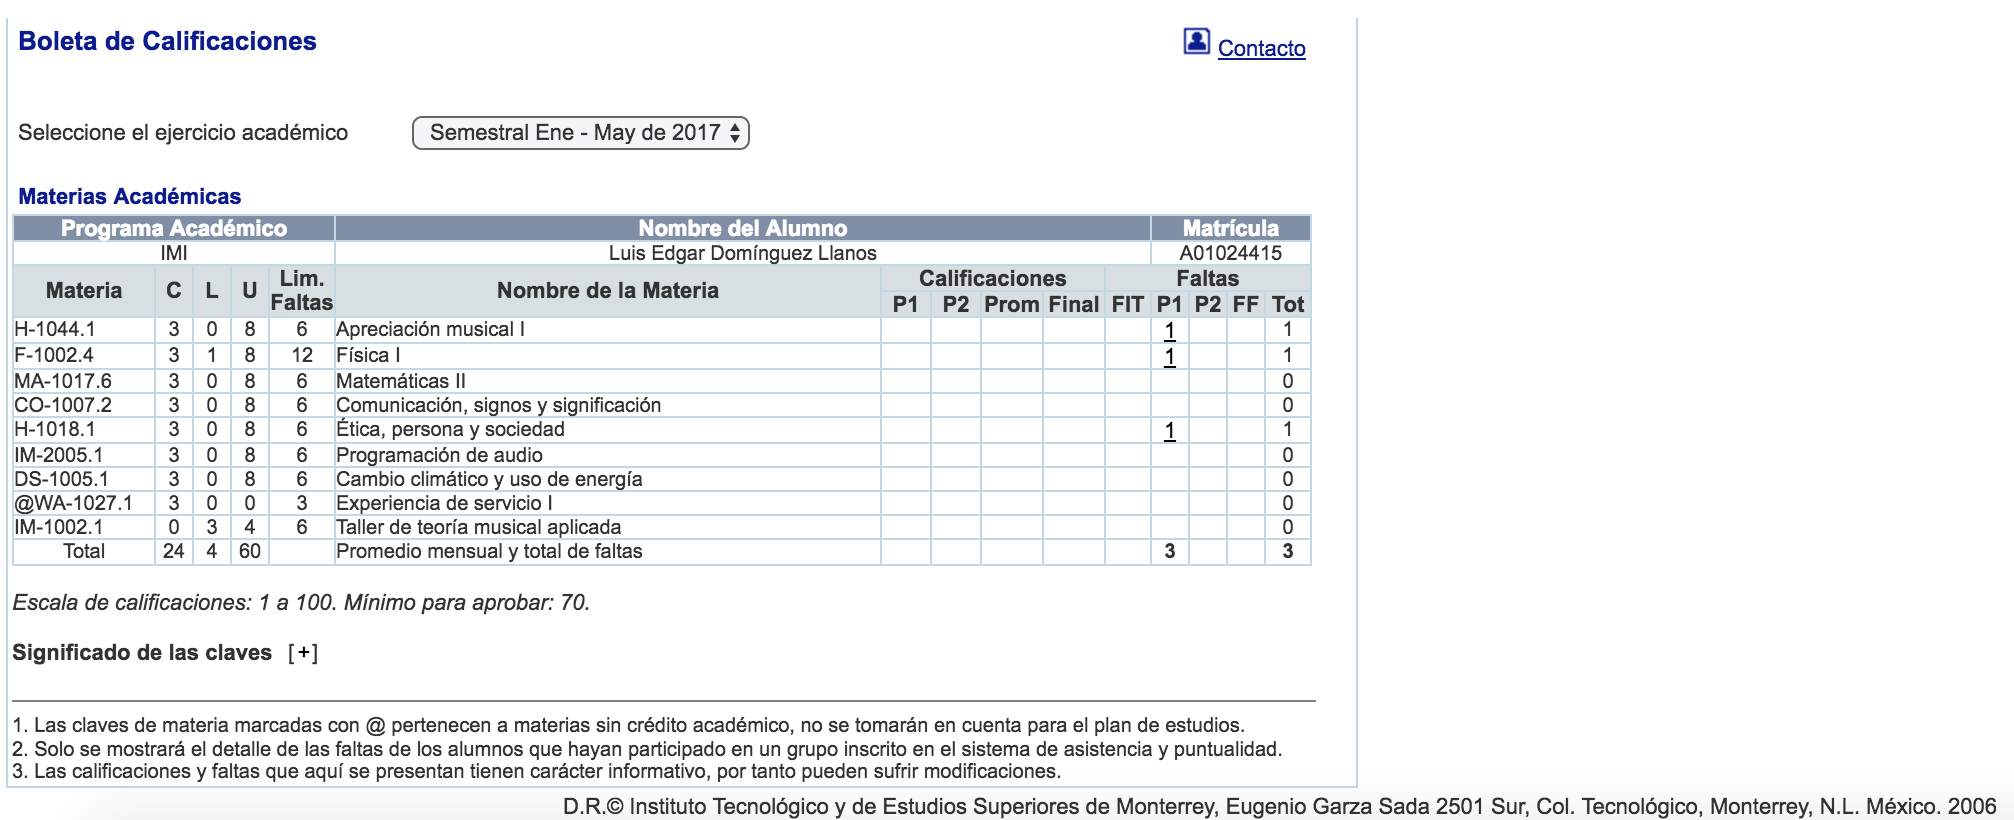 Boleta de Calificaciones
Contacto
Seleccione el ejercicio académico Semestral Ene - May de 2017
Materias Académicas
Programa Académico Nombre del Alumno Matrícula
IMI Luis Edgar Domínguez Llanos A01024415
Materia C L U Lim. Faltas Nombre de la Materia Calificaciones Faltas
P1 P2 Prom Final FIT P1 P2 FF Tot
H-1044.1 3 0 8 6 Apreciación musical I 1 1
F-1002.4 3 1 8 12 Física I 1 1
MA-1017.6 3 0 8 6 Matemáticas II 0
CO-1007.2 3 0 8 6 Comunicación, signos y significación 0
H-1018.1 3 0 8 6 Ética, persona y sociedad 1 1
IM-2005.1 3 0 8 6 Programación de audio 0
DS-1005.1 3 0 8 6 Cambio climático y uso de energía 0
@WA-1027.1 3 0 0 3 Experiencia de servicio I 0
IM-1002.1 0 3 4 6 Taller de teoría musical aplicada 0
Total 24 4 60 Promedio mensual y total de faltas 3 3
Escala de calificaciones: 1 a 100. Mínimo para aprobar: 70.
Significado de las claves [+]
1. Las claves de materia marcadas con @ pertenecen a materias sin crédito académico, no se tomarán en cuenta para el plan de estudios.
2. Solo se mostrará el detalle de las faltas de los alumnos que hayan participado en un grupo inscrito en el sistema de asistencia y puntualidad.
3. Las calificaciones y faltas que aquí se presentan tienen carácter informativo, por tanto pueden sufrir modificaciones.
D.R.© Instituto Tecnológico y de Estudios Superiores de Monterrey, Eugenio Garza Sada 2501 Sur, Col. Tecnológico, Monterrey, N.L. México. 2006